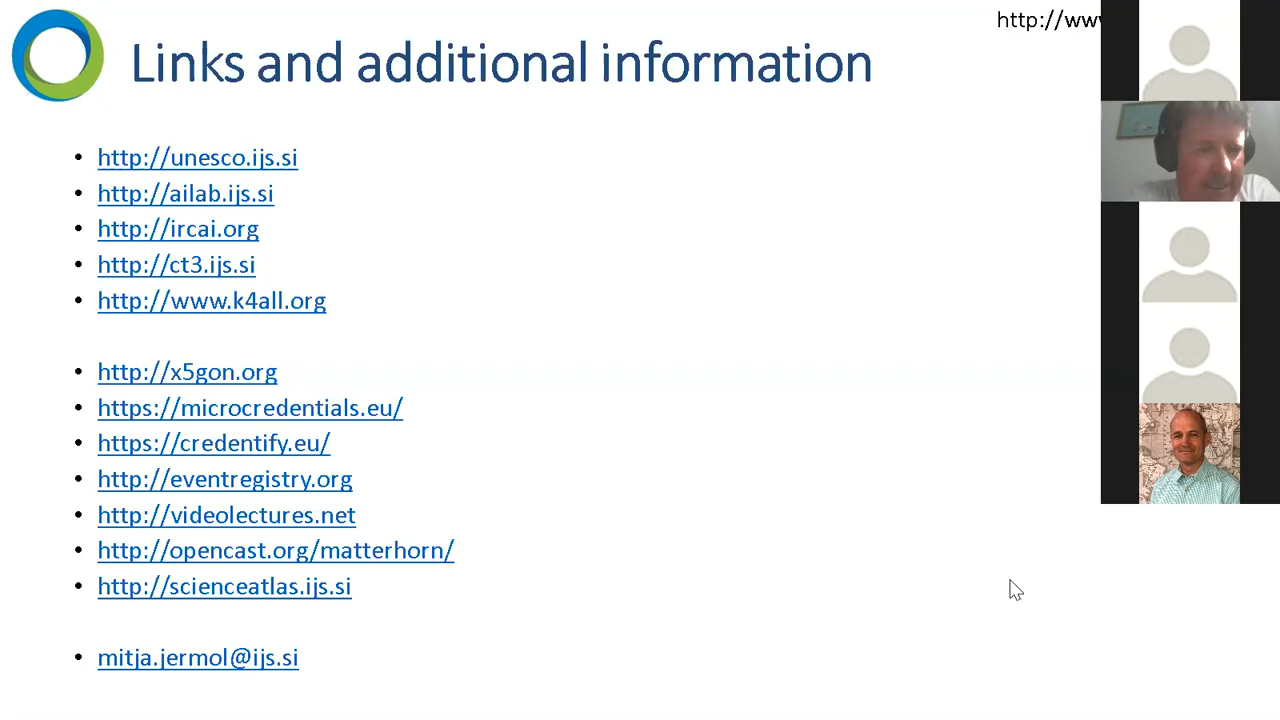 http://www
Links and additional information
• http://unesco.ijs.si
• http://ailab.ijs.si
• http://ircai.org
• http://ct3.ijs.si
• http://www.k4all.org
• http://x5gon.org
• https://microcredentials.eu/
• https://credentify.eu/
• http://eventregistry.org
• http://videolectures.net
• http://opencast.org/matterhorn/
• http://scienceatlas.ijs.si
• mitja.jermol@ijs.si